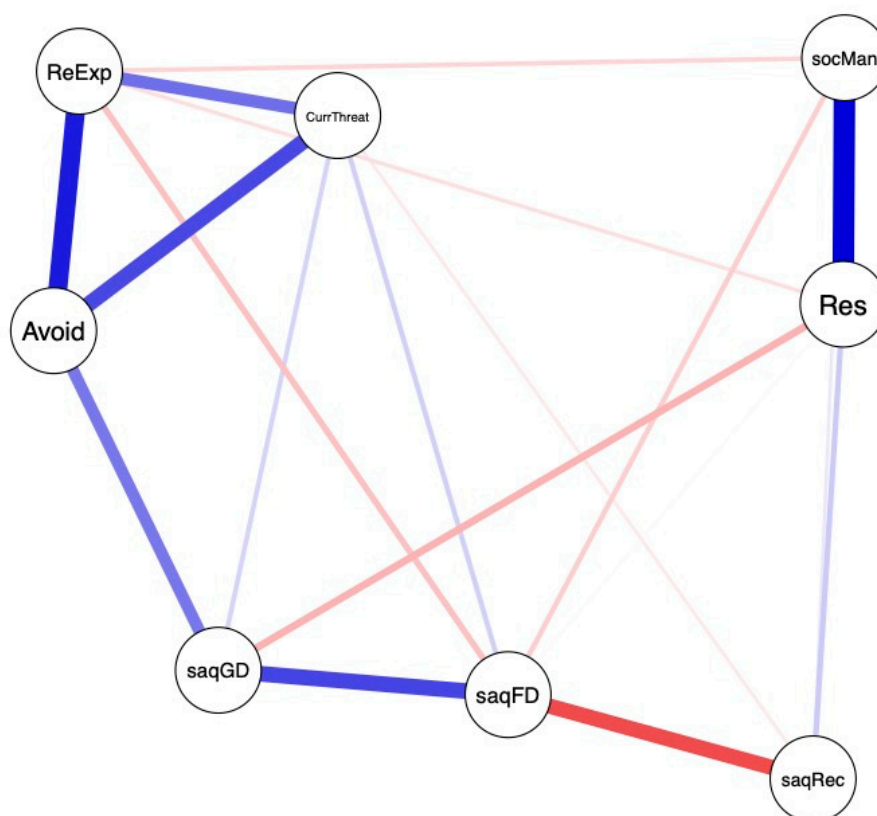 ReExp
socMan
CurrThreat
Res
Avoid
saqGD
saqFD
saqRec